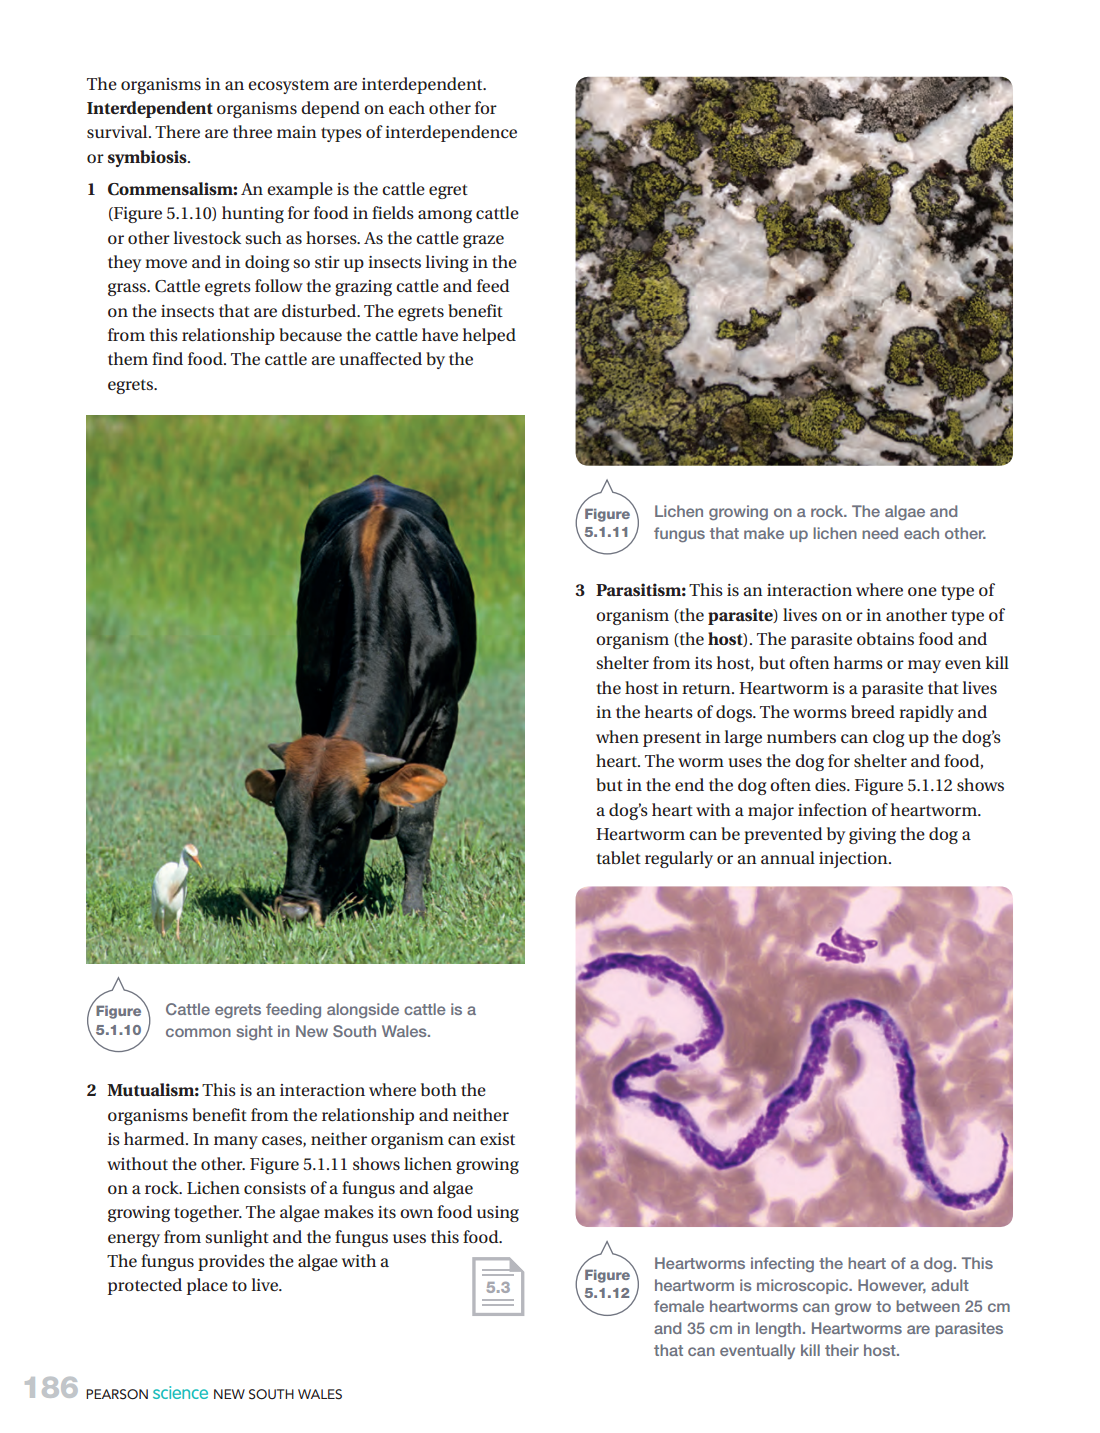 The organisms in an ecosystem are interdependent.
Interdependent organisms depend on each other for
survival. There are three main types of interdependence
or symbiosis.
1 Commensalism: An example is the cattle egret
(Figure 5.1.10) hunting for food in fields among cattle
or other livestock such as horses. As the cattle graze
they move and in doing so stir up insects living in the
grass. Cattle egrets follow the grazing cattle and feed
on the insects that are disturbed. The egrets benefit
from this relationship because the cattle have helped
them find food. The cattle are unaffected by the
egrets.
Figure
5.1.10
Cattle egrets feeding alongside cattle is a
common sight in New South Wales.
2 Mutualism: This is an interaction where both the
organisms benefit from the relationship and neither
is harmed. In many cases, neither organism can exist
without the other. Figure 5.1.11 shows lichen growing
on a rock. Lichen consists of a fungus and algae
growing together. The algae makes its own food using
energy from sunlight and the fungus uses this food.
The fungus provides the algae with a
protected place to live.
5.3
Figure
5.1.11
Lichen growing on a rock. The algae and
fungus that make up lichen need each other.
3 Parasitism: This is an interaction where one type of
organism (the parasite) lives on or in another type of
organism (the host). The parasite obtains food and
shelter from its host, but often harms or may even kill
the host in return. Heartworm is a parasite that lives
in the hearts of dogs. The worms breed rapidly and
when present in large numbers can clog up the dog's
heart. The worm uses the dog for shelter and food,
but in the end the dog often dies. Figure 5.1.12 shows
a dog's heart with a major infection of heartworm.
Heartworm can be prevented by giving the dog a
tablet regularly or an annual injection.
Figure
5.1.12
Heartworms infecting the heart of a dog. This
heartworm is microscopic. However, adult
female heartworms can grow to between 25 cm
and 35 cm in length. Heartworms are parasites
that can eventually kill their host.
186 PEARSON science NEW SOUTH WALES